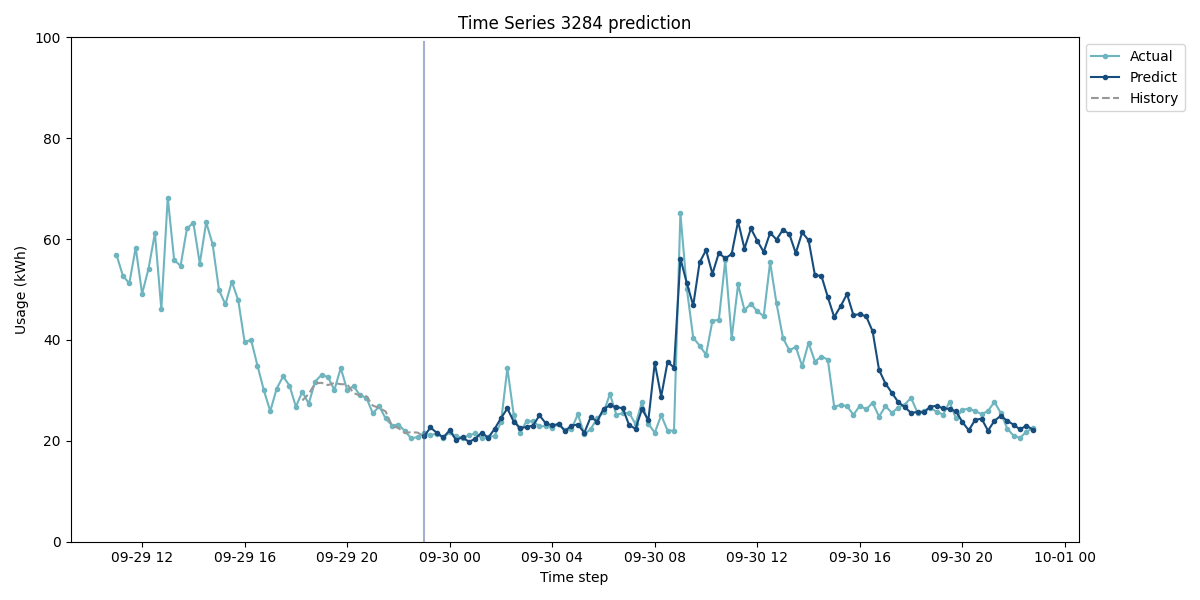 Time Series 3284 prediction
Usage (kWh)
100
80
60
40
20
0
09-29 12
09-29 16
09-29 20
09-30 00
09-30 04
09-30 08
09-30 12
09-30 16
09-30 20
10-01 00
Time step
Actual
Predict
History